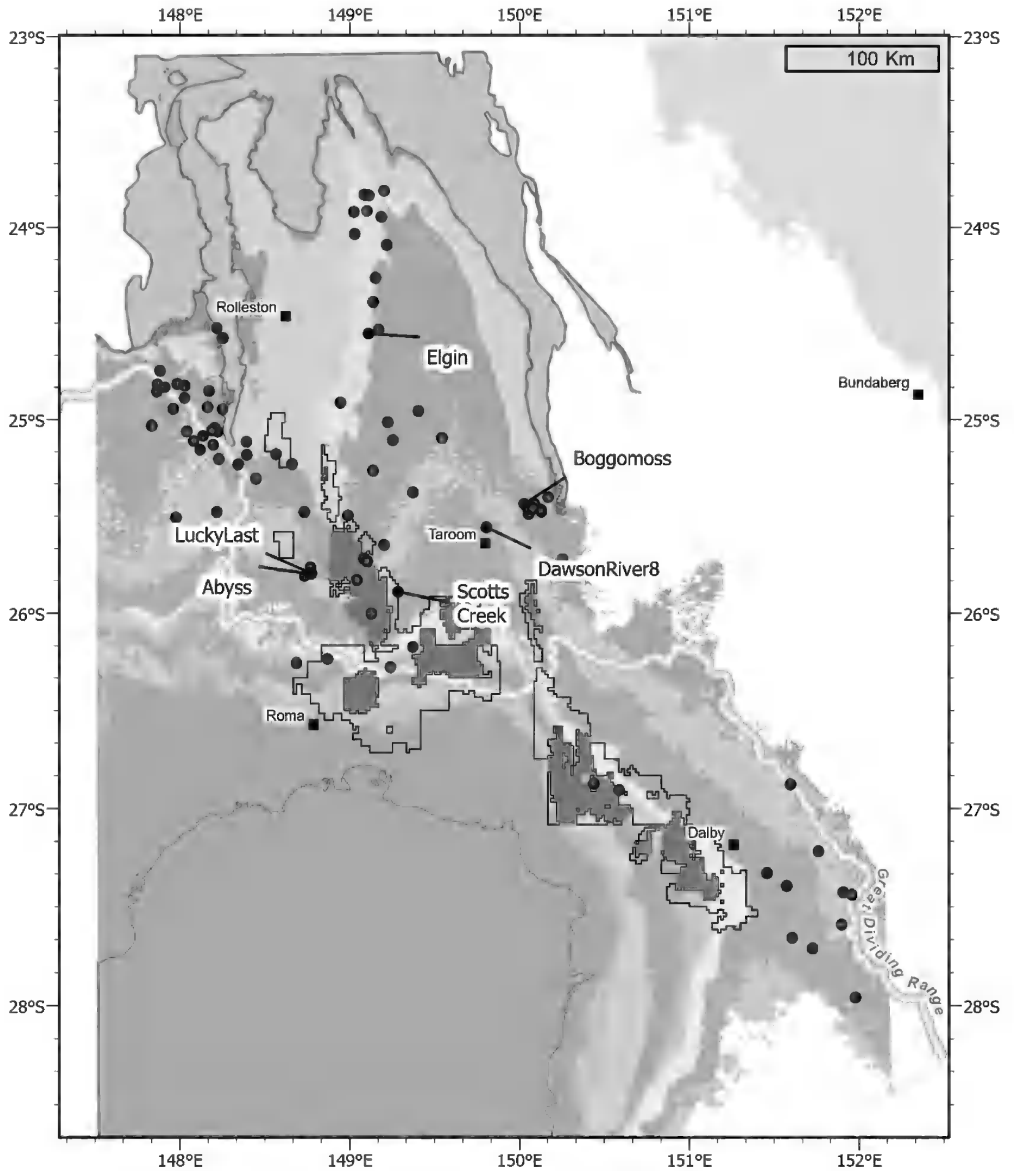 148°E
149°E
150°E
151°E
152°E
23°S
23°S
100 Km
24°S
24°S
Rolleston
Elgin
Bundaberg
25°S
25°S
Boggomoss
LuckyLast
Taroom
DawsonRiver8
Abyss
Scotts
Creek
26°S
26°S
Roma
27°S
27°S
Dalby
Great Dividing Range
28°S
28°S
148°E
149°E
150°E
151°E
152°E